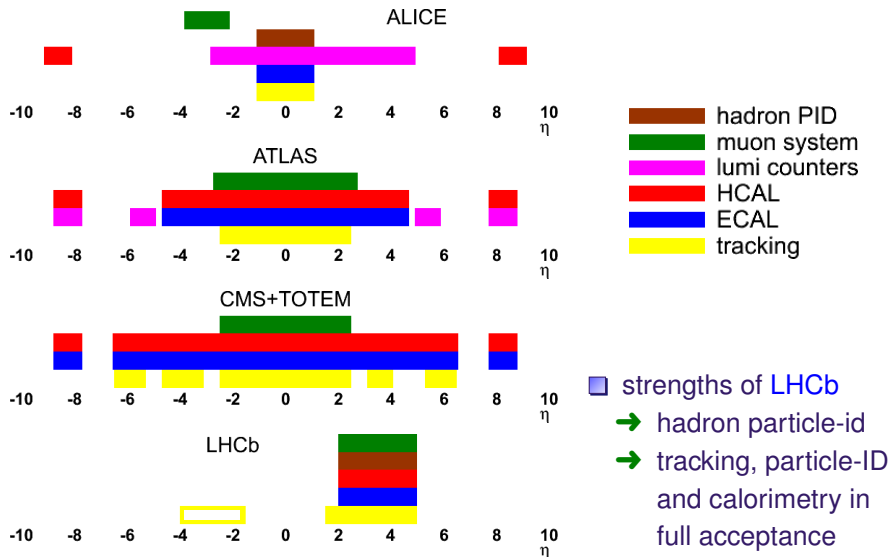 ALICE
-10 -8 -6 -4 -2 0 2 4 6 8 10
η
ATLAS
-10 -8 -6 -4 -2 0 2 4 6 8 10
η
CMS+TOTEM
-10 -8 -6 -4 -2 0 2 4 6 8 10
η
LHCb
-10 -8 -6 -4 -2 0 2 4 6 8 10
η
hadron PID
muon system
lumi counters
HCAL
ECAL
tracking
strengths of LHCb
➔ hadron particle-id
➔ tracking, particle-ID
and calorimetry in
full acceptance